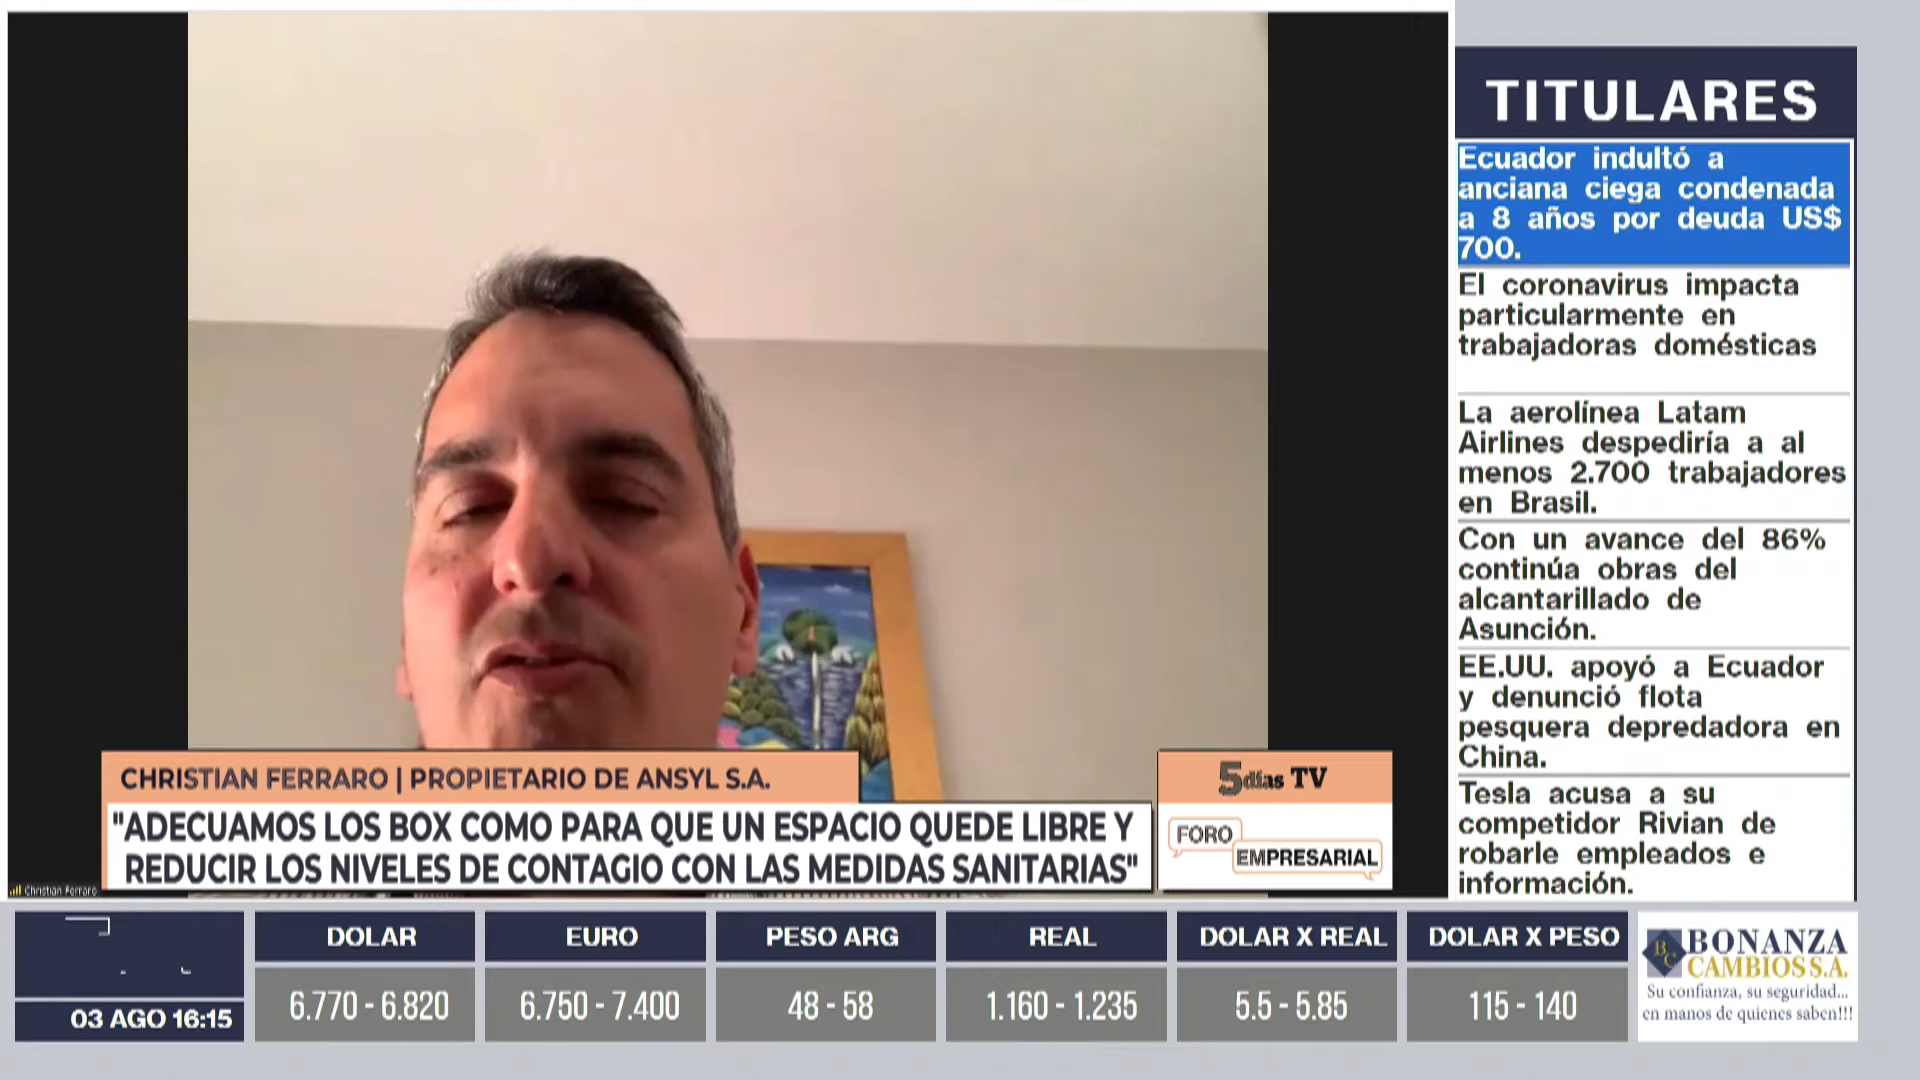 TITULARES
Ecuador indultó a
anciana ciega condenada
a 8 años por deuda US$
700.
El coronavirus impacta
particularmente en
trabajadoras domésticas
La aerolínea Latam
Airlines despediría a al
menos 2.700 trabajadores
en Brasil.
Con un avance del 86%
continúa obras del
alcantarillado de
Asunción.
EE.UU. apoyó a Ecuador
y denunció flota
pesquera depredadora en
China.
Tesla acusa a su
competidor Rivian de
robarle empleados e
información.
CHRISTIAN FERRARO | PROPIETARIO DE ANSYL S.A.
"ADECUAMOS LOS BOX COMO PARA QUE UN ESPACIO QUEDE LIBRE Y
REDUCIR LOS NIVELES DE CONTAGIO CON LAS MEDIDAS SANITARIAS"
5días TV
FORO
EMPRESARIAL
Christian Ferraro
03 AGO 16:15
DOLAR
6.770 - 6.820
EURO
6.750 - 7.400
PESO ARG
48 - 58
REAL
1.160 - 1.235
DOLAR X REAL
5.5 - 5.85
DOLAR X PESO
115 - 140
BC
BONANZA
CAMBIOS S.A.
Su confianza, su seguridad...
en manos de quienes saben!!!